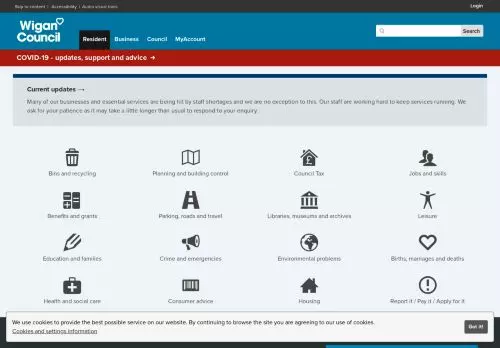 Skip to content | Accessibility | Audio visual tools
Login
Wigan
Council
Resident Business Council MyAccount
Search
COVID-19 - updates, support and advice →
Current updates →
Many of our businesses and essential services are being hit by staff shortages and we are no exception to this. Our staff are working hard to keep services running. We
ask for your patience as it may take a little longer than usual to respond to your enquiry.
Bins and recycling
Planning and building control
Council Tax
Jobs and skills
Benefits and grants
Parking, roads and travel
Libraries, museums and archives
Leisure
Education and families
Crime and emergencies
Environmental problems
Births, marriages and deaths
Health and social care
Consumer advice
Housing
Report it / Pay it / Apply for it
We use cookies to provide the best possible service on our website. By continuing to browse the site you are agreeing to our use of cookies.
Cookies and settings information
Got it!